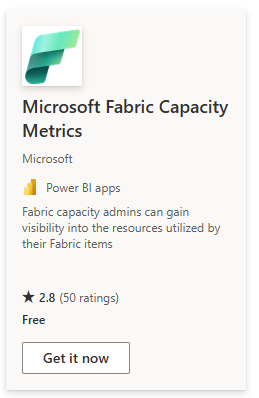 Microsoft Fabric Capacity
Metrics
Microsoft
Power BI apps
Fabric capacity admins can gain
visibility into the resources utilized by
their Fabric items
★ 2.8 (50 ratings)
Free
Get it now